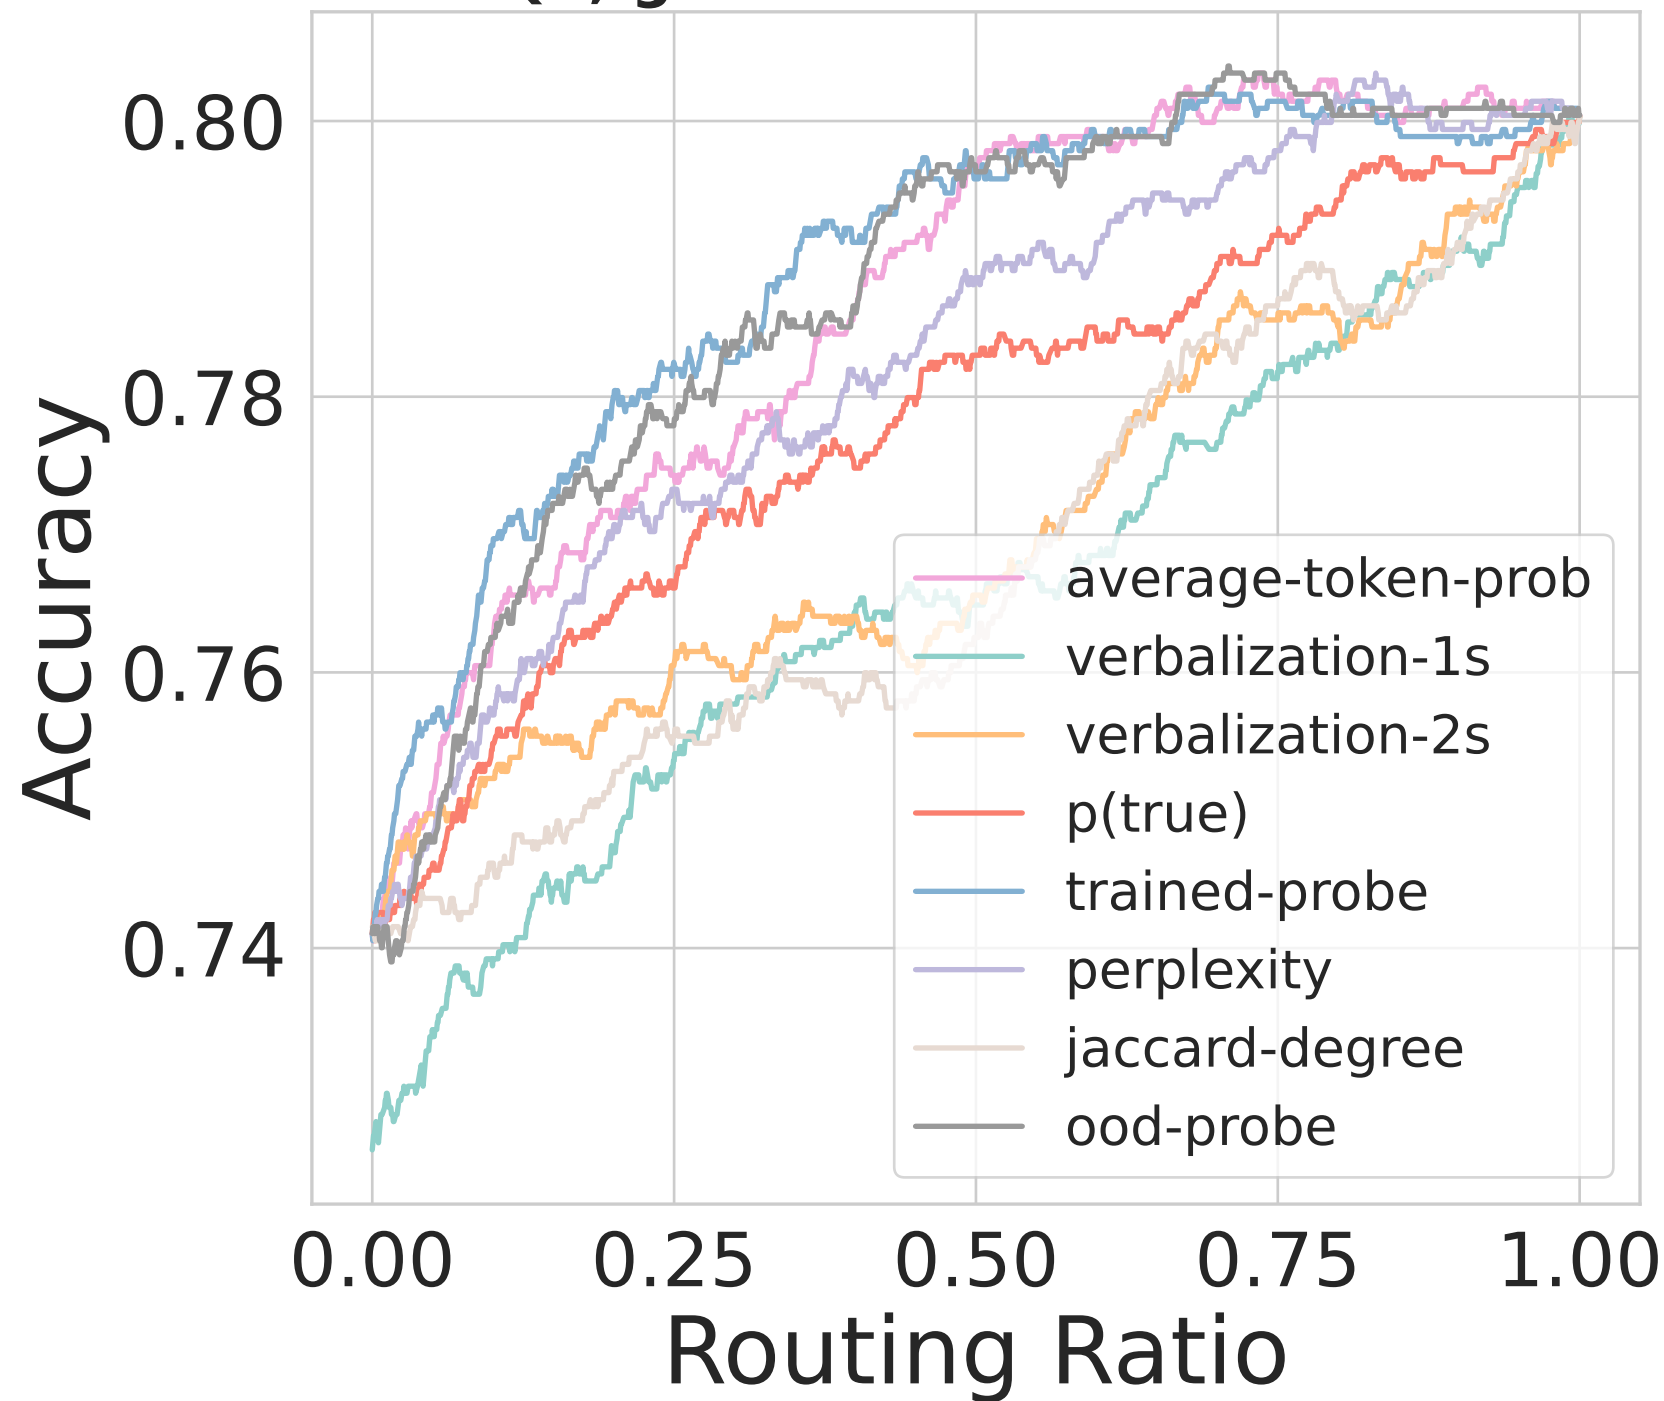 0.80
0.78
0.76
0.74
Accuracy
0.00 0.25 0.50 0.75 1.00
Routing Ratio
average-token-prob
verbalization-1s
verbalization-2s
p(true)
trained-probe
perplexity
jaccard-degree
ood-probe